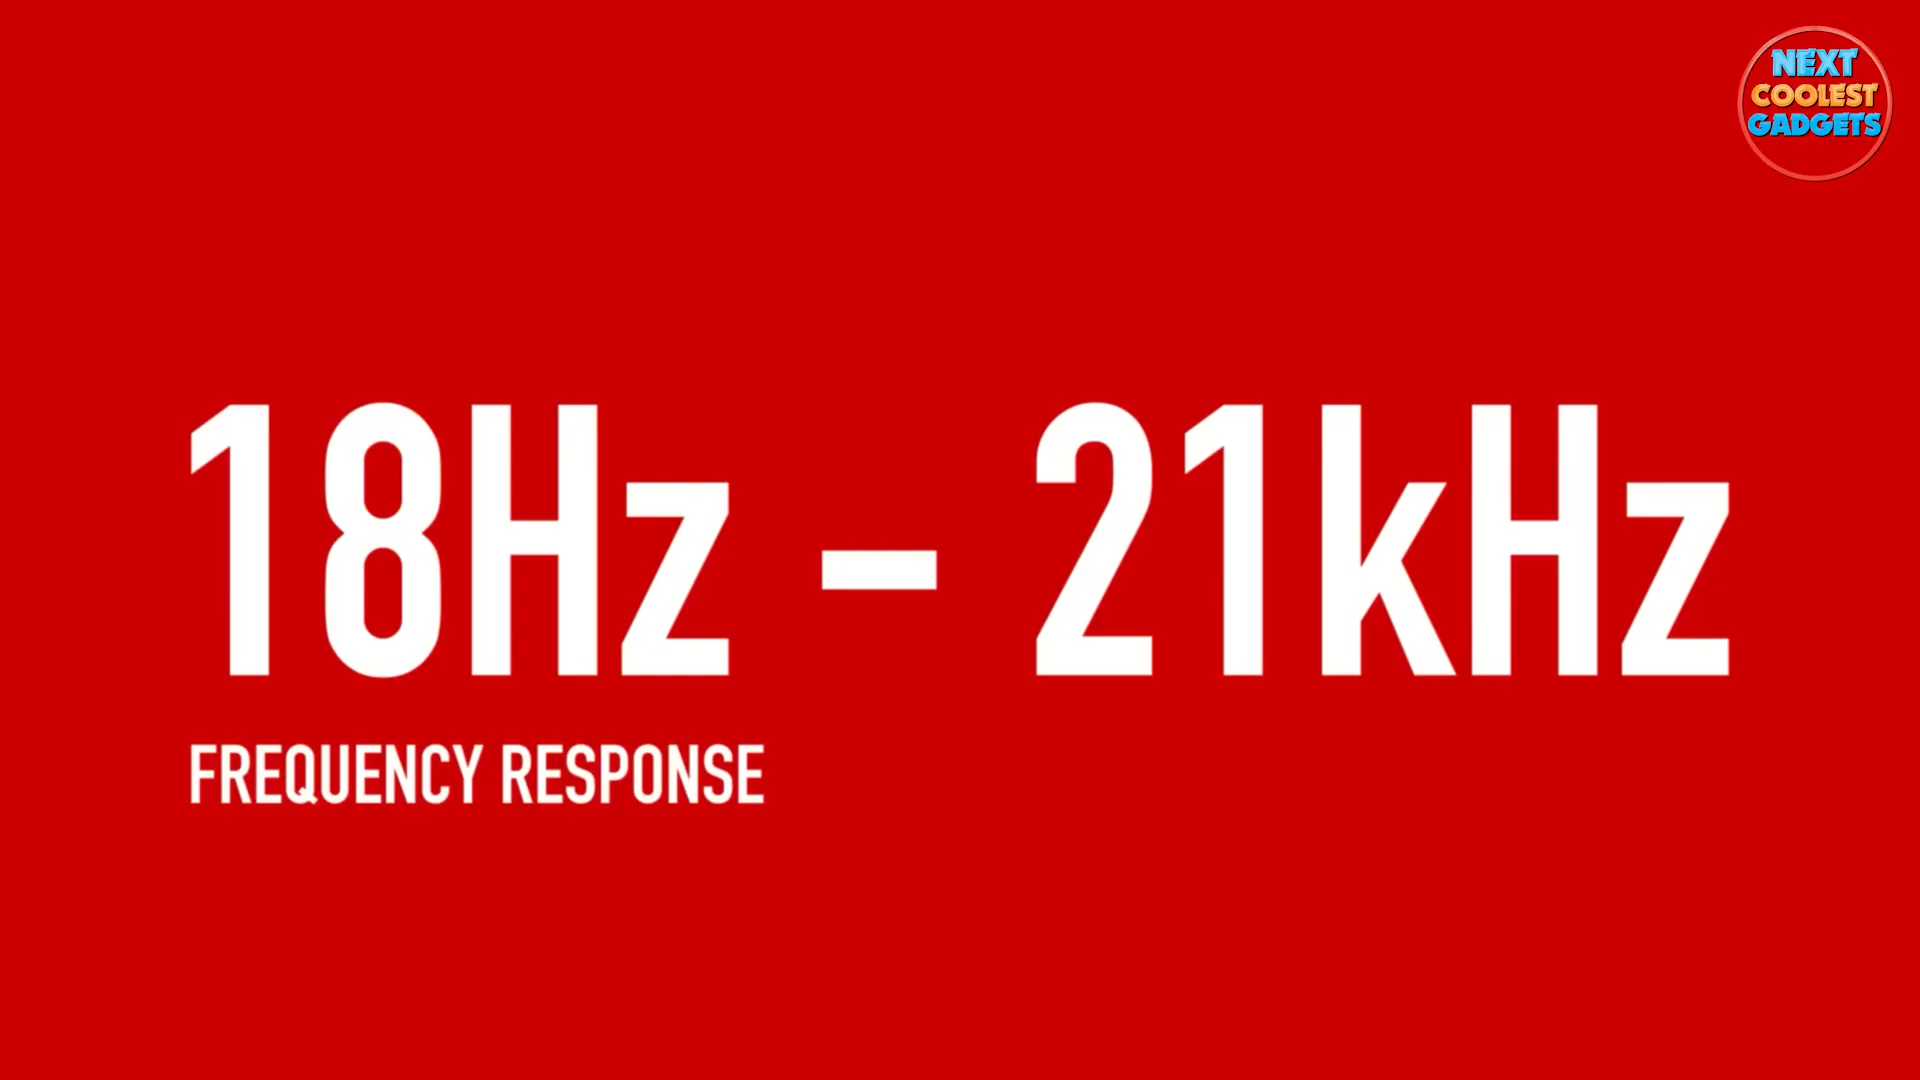 NEXT
COOLEST
GADGETS
18Hz – 21kHz
FREQUENCY RESPONSE